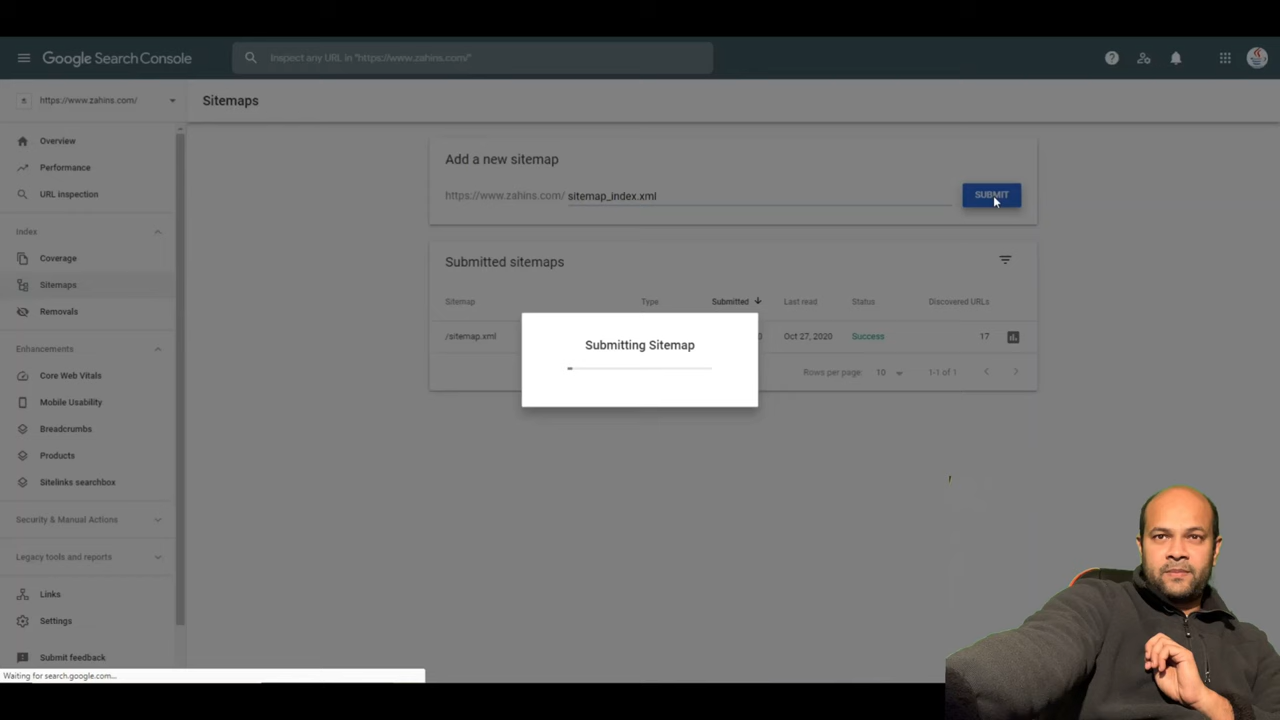 Google Search Console
Inspect any URL in "https://www.zahins.com/"
https://www.zahins.com/
Sitemaps
Overview
Performance
URL inspection
Index
Coverage
Sitemaps
Removals
Enhancements
Core Web Vitals
Mobile Usability
Breadcrumbs
Products
Sitelinks searchbox
Security & Manual Actions
Legacy tools and reports
Links
Settings
Submit feedback
Add a new sitemap
https://www.zahins.com/ sitemap_index.xml
SUBMIT
Submitted sitemaps
Sitemap Type Submitted Last read Status Discovered URLs
/sitemap.xml Oct 27, 2020 Success 17
Rows per page: 10 1-1 of 1
Submitting Sitemap
Waiting for search.google.com...